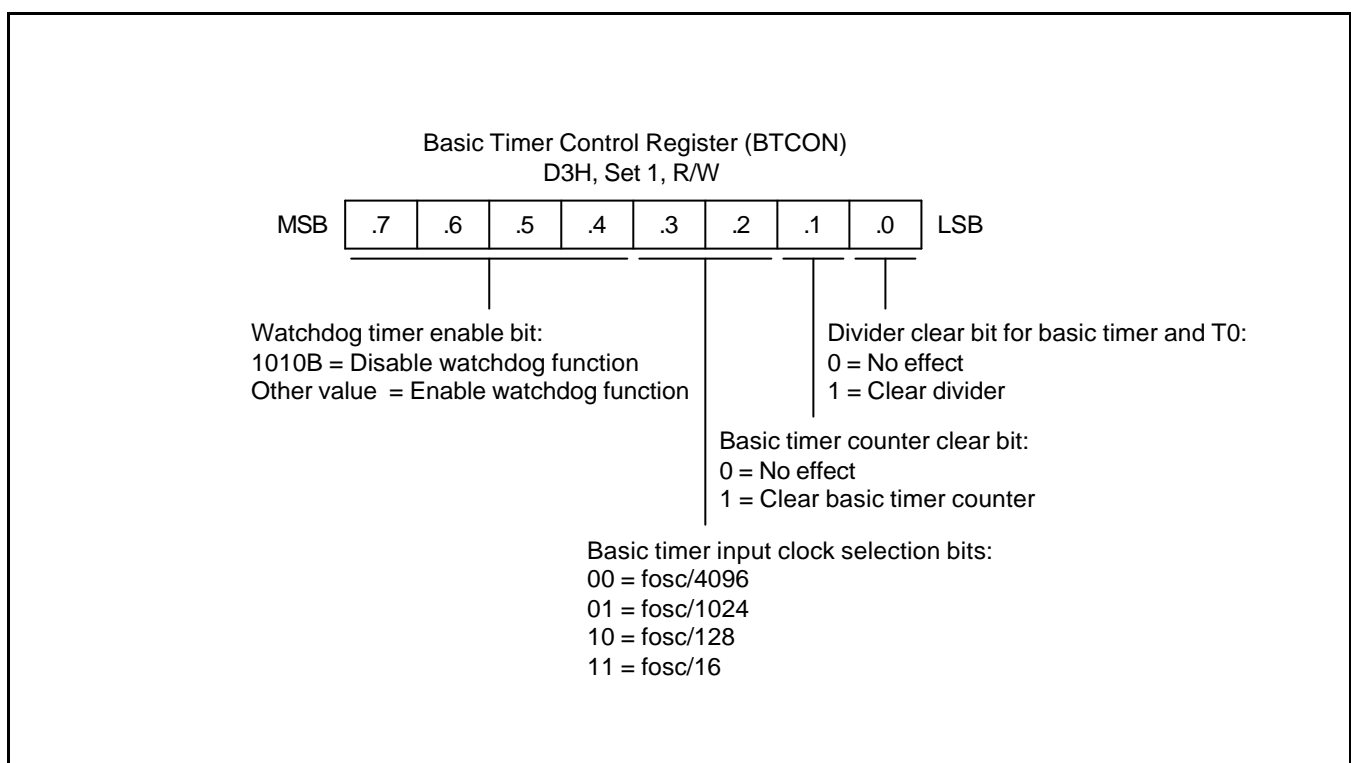 Basic Timer Control Register (BTCON)
D3H, Set 1, R/W
MSB .7 .6 .5 .4 .3 .2 .1 .0 LSB
Watchdog timer enable bit:
1010B = Disable watchdog function
Other value = Enable watchdog function
Divider clear bit for basic timer and T0:
0 = No effect
1 = Clear divider
Basic timer counter clear bit:
0 = No effect
1 = Clear basic timer counter
Basic timer input clock selection bits:
00 = fosc/4096
01 = fosc/1024
10 = fosc/128
11 = fosc/16